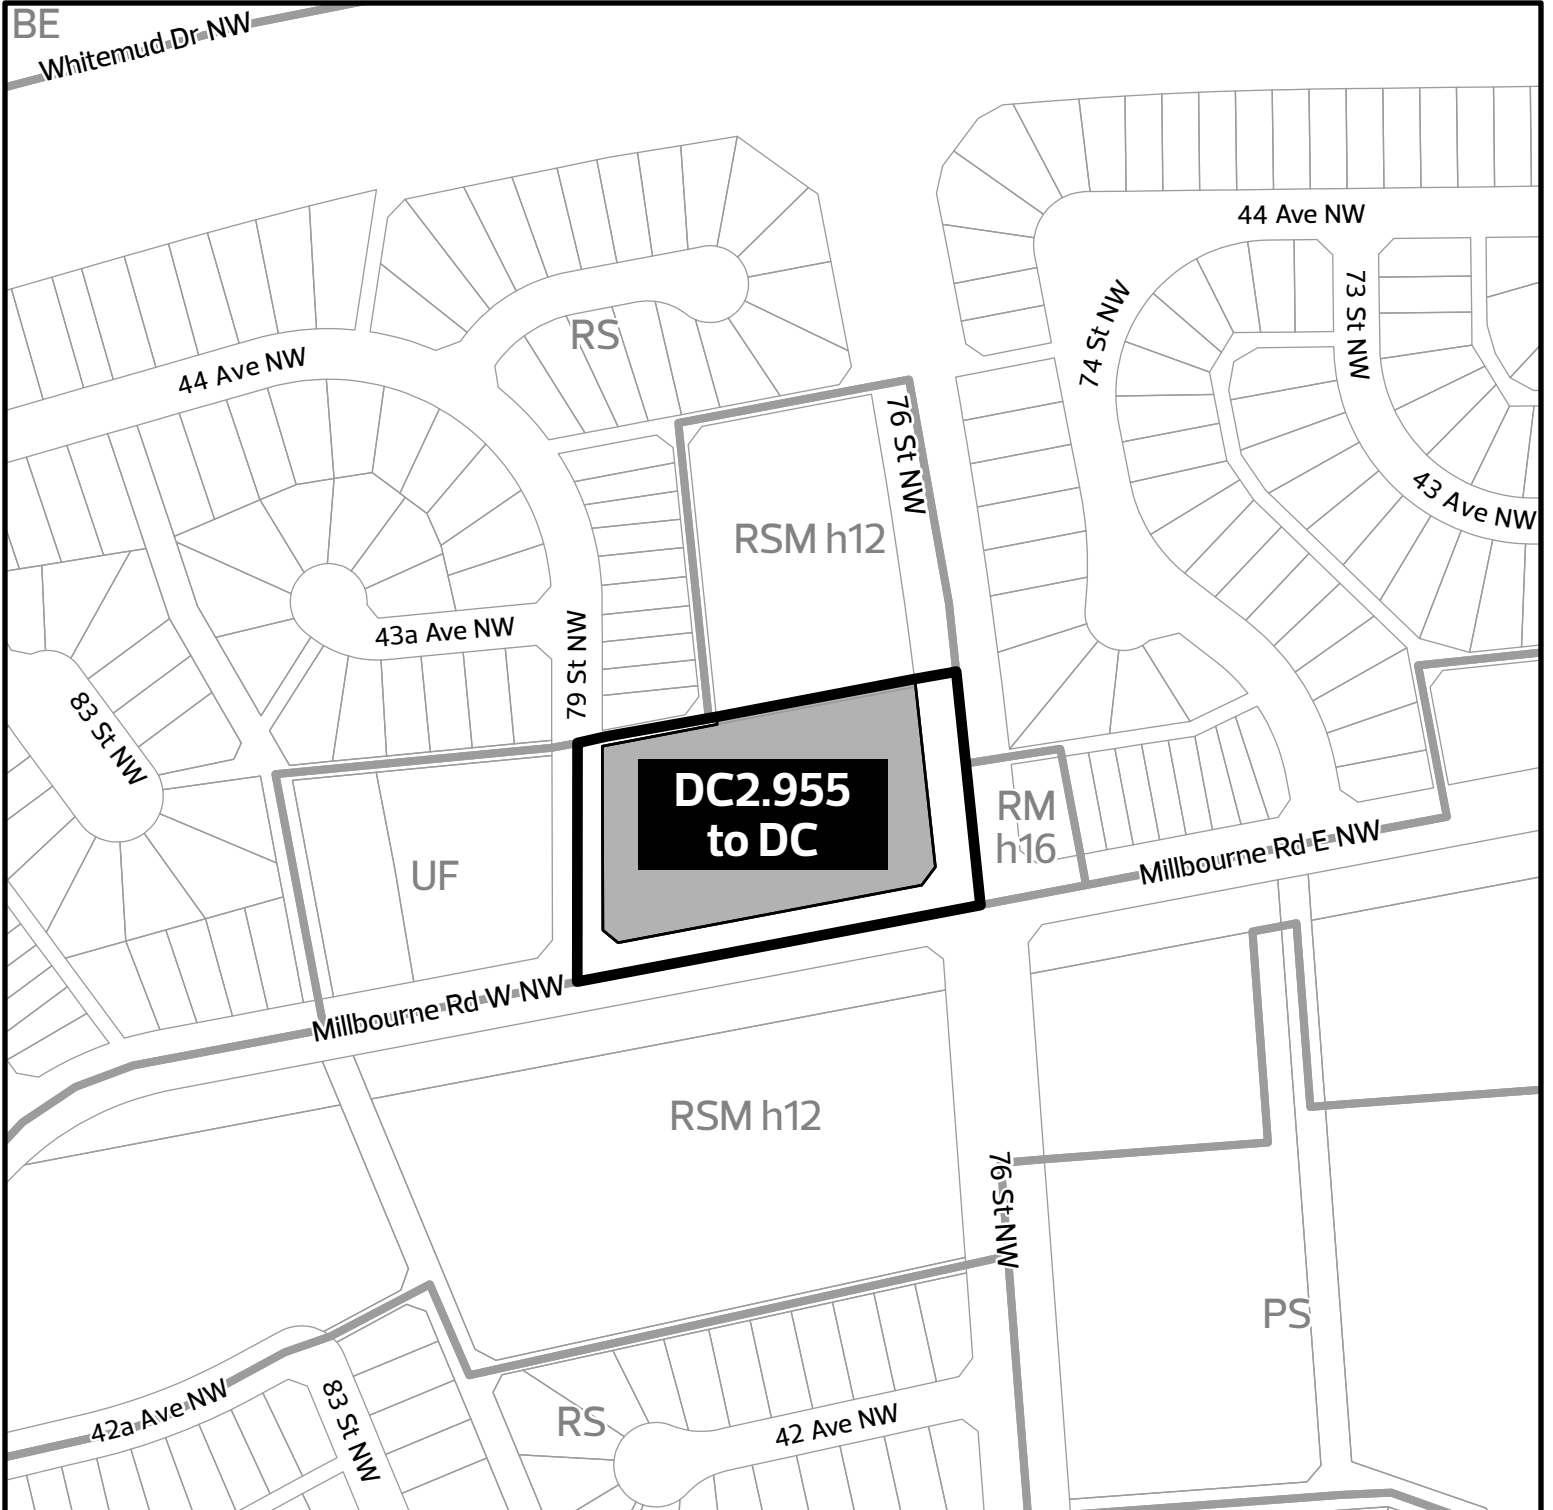 BE
Whitemud Dr NW
44 Ave NW
73 St NW
74 St NW
RS
44 Ave NW
76 St NW
43 Ave NW
RSM h12
43a Ave NW
79 St NW
83 St NW
DC2.955
to DC
RM
h16
Millbourne Rd E NW
UF
Millbourne Rd W NW
RSM h12
76 St NW
PS
42a Ave NW
83 St NW
RS
42 Ave NW